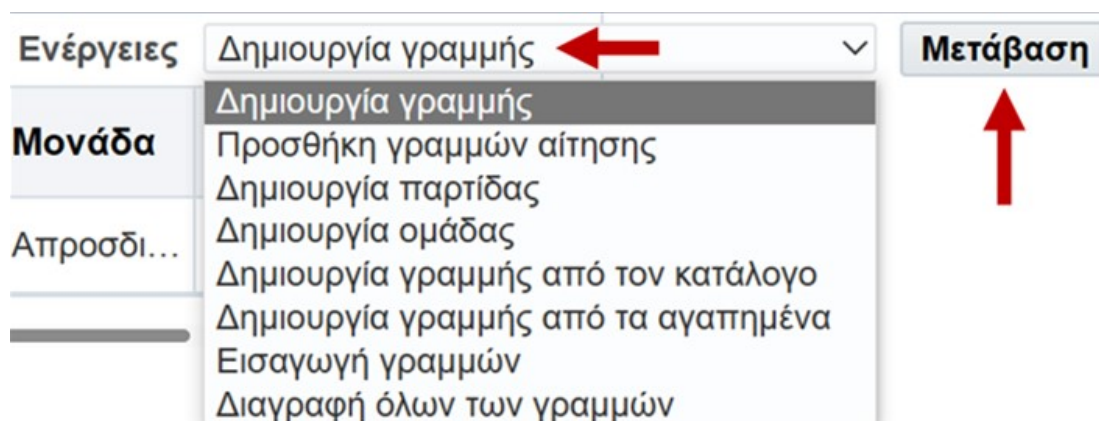 Ενέργειες Δημιουργία γραμμής Μετάβαση
Δημιουργία γραμμής
Μονάδα
Προσθήκη γραμμών αίτησης
Δημιουργία παρτίδας
Δημιουργία ομάδας
Απροσδι...
Δημιουργία γραμμής από τον κατάλογο
Δημιουργία γραμμής από τα αγαπημένα
Εισαγωγή γραμμών
Διαγραφή όλων των γραμμών